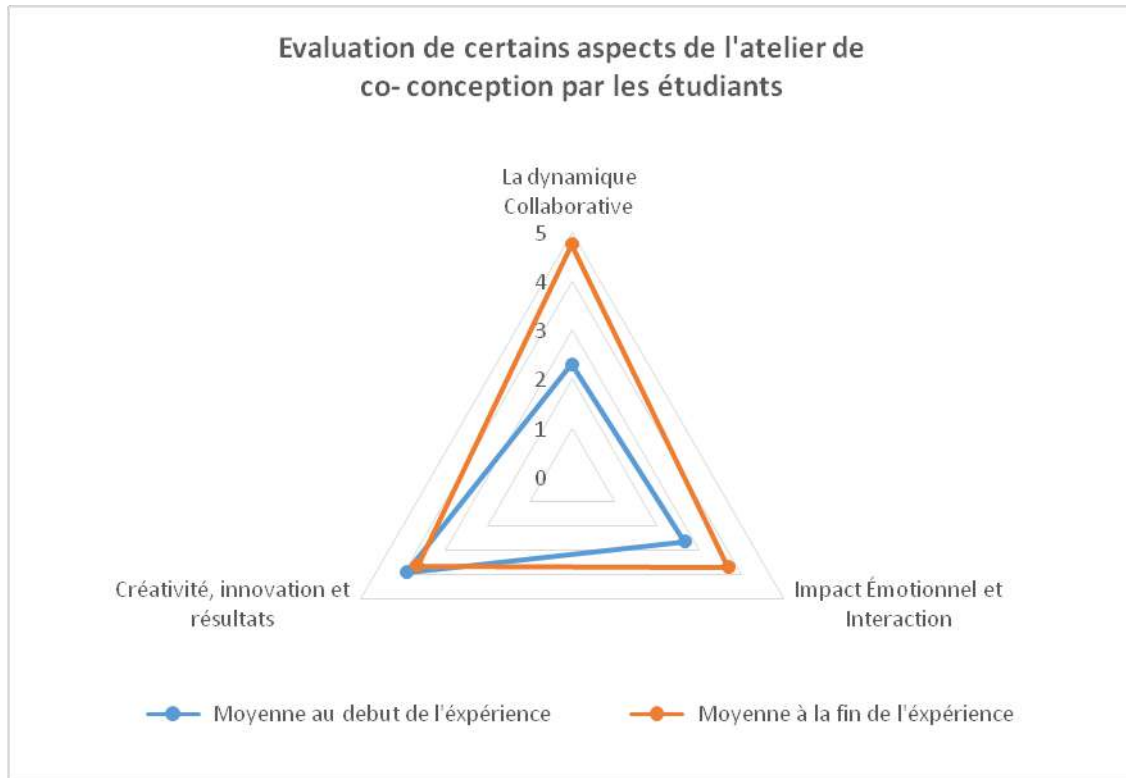 Evaluation de certains aspects de l'atelier de
co- conception par les étudiants
La dynamique
Collaborative
5
4
3
2
1
0
Créativité, innovation et
résultats
Impact Émotionnel et
Interaction
Moyenne au debut de l'éxpérience
Moyenne à la fin de l'éxpérience